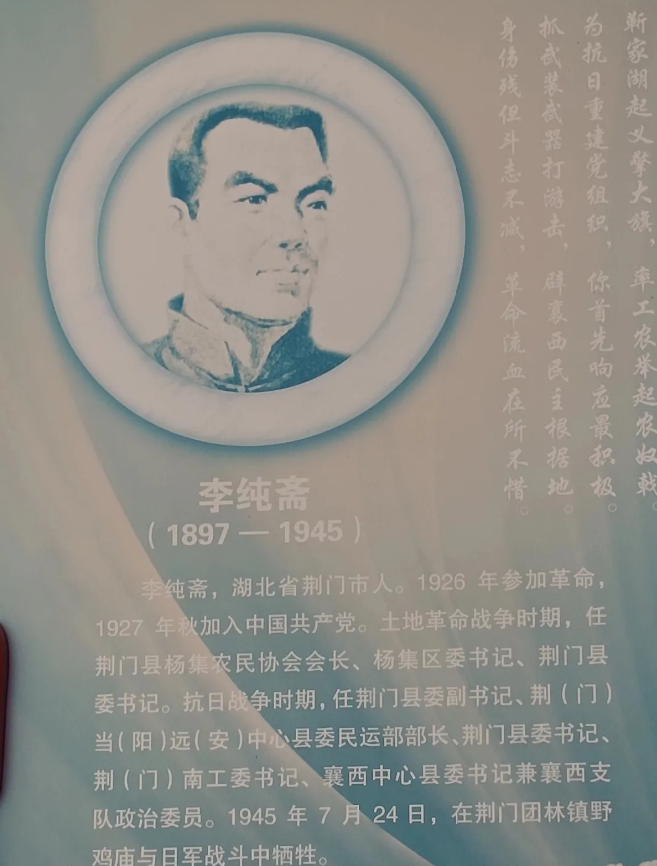 靳家湖起义擎大旗，率工农举起农奴戟。
为抗日重建党组织，你首先响应最积极。
抓武装武器打游击，辟襄西民主根据地。
身伤残但斗志不减，革命流血在所不惜。
李纯斋
（1897 — 1945）
李纯斋，湖北省荆门市人。1926 年参加革命，
1927 年秋加入中国共产党。土地革命战争时期，任
荆门县杨集农民协会会长、杨集区委书记、荆门县
委书记。抗日战争时期，任荆门县委副书记、荆（门）
当（阳）远（安）中心县委民运部部长、荆门县委书记、
荆（门）南工委书记、襄西中心县委书记兼襄西支
队政治委员。1945 年 7 月 24 日，在荆门团林镇野
鸡庙与日军战斗中牺牲。